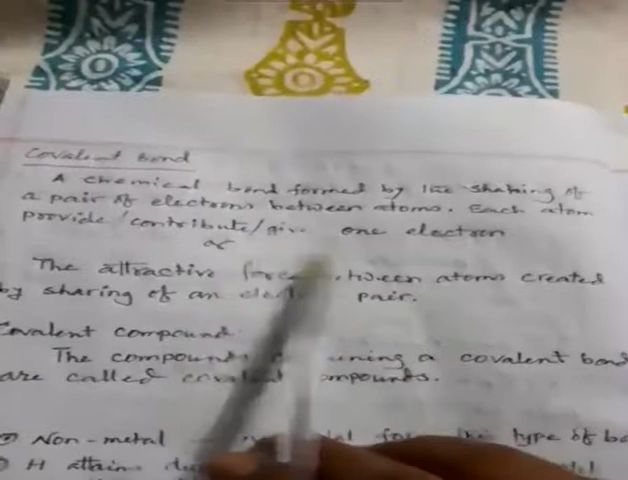 Covalent Bond
A chemical bond formed by the sharing of
a pair of electrons between atoms. Each atom
provide/contribute/give one electron
or
The attractive force between atoms created
by sharing of an pair.
Covalent compound:
The compounds a covalent bond
are called covalent compounds.
Non-metal type of
H attains